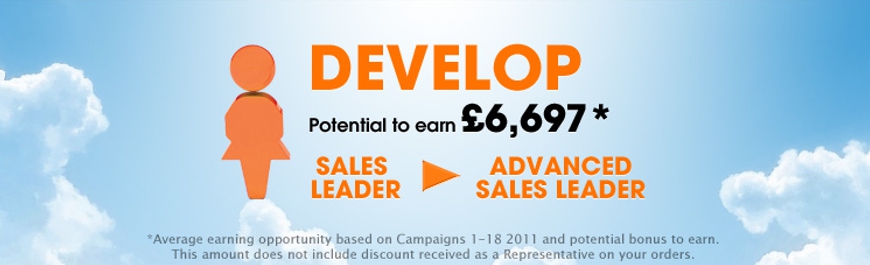 DEVELOP
Potential to earn £6,697*
SALES LEADER ▶ ADVANCED SALES LEADER
*Average earning opportunity based on Campaigns 1-18 2011 and potential bonus to earn.
This amount does not include discount received as a Representative on your orders.